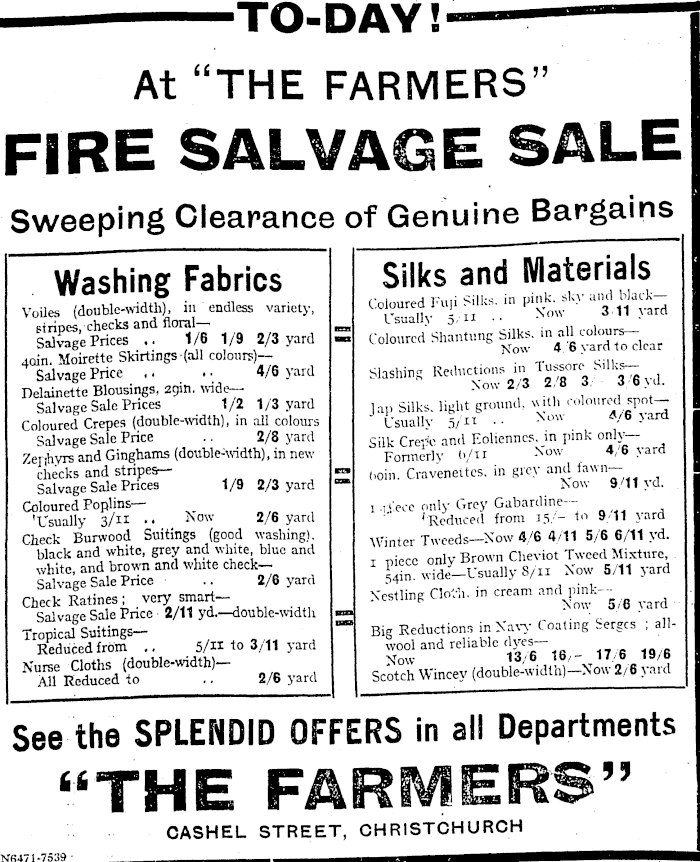 TO-DAY!
At "THE FARMERS"
FIRE SALVAGE SALE
Sweeping Clearance of Genuine Bargains
Washing Fabrics
Voiles (double-width), in endless variety,
stripes, checks and floral—
Salvage Prices .. 1/6 1/9 2/3 yard
40in. Moirette Skirtings (all colours)—
Salvage Price .. .. 4/6 yard
Delainette Blousings, 29in. wide—
Salvage Sale Prices 1/2 1/3 yard
Coloured Crepes (double-width), in all colours
Salvage Sale Price .. 2/8 yard
Zephyrs and Ginghams (double-width), in new
checks and stripes—
Salvage Sale Prices 1/9 2/3 yard
Coloured Poplins—
Usually 3/11 .. Now 2/6 yard
Check Burwood Suitings (good washing).
black and white, grey and white, blue and
white, and brown and white check—
Salvage Sale Price .. 2/6 yard
Check Ratines; very smart—
Salvage Sale Price 2/11 yd.—double-width
Tropical Suitings—
Reduced from .. 5/11 to 3/11 yard
Nurse Cloths (double-width)—
All Reduced to .. 2/6 yard
Silks and Materials
Coloured Fuji Silks, in pink, sky and black—
Usually 5/11 .. Now 3/11 yard
Coloured Shantung Silks, in all colours—
Now 4/6 yard to clear
Slashing Reductions in Tussore Silks—
Now 2/3 2/8 3/- 3/6 yd.
Jap Silks, light ground, with coloured spot—
Usually 5/11 .. Now 4/6 yard
Silk Crepe and Eoliennes, in pink only—
Formerly 6/11 Now 4/6 yard
60in. Cravenettes, in grey and fawn—
Now 9/11 yd.
1 piece only Grey Gabardine—
Reduced from 15/- to 9/11 yard
Winter Tweeds—Now 4/6 4/11 5/6 6/11 yd.
1 piece only Brown Cheviot Tweed Mixture,
54in. wide—Usually 8/11 Now 5/11 yard
Nestling Cloth, in cream and pink—
Now 5/6 yard
Big Reductions in Navy Coating Serges; all-
wool and reliable dyes—
Now 13/6 16/- 17/6 19/6
Scotch Wincey (double-width)—Now 2/6 yard
See the SPLENDID OFFERS in all Departments
"THE FARMERS"
CASHEL STREET, CHRISTCHURCH
N6471-7539